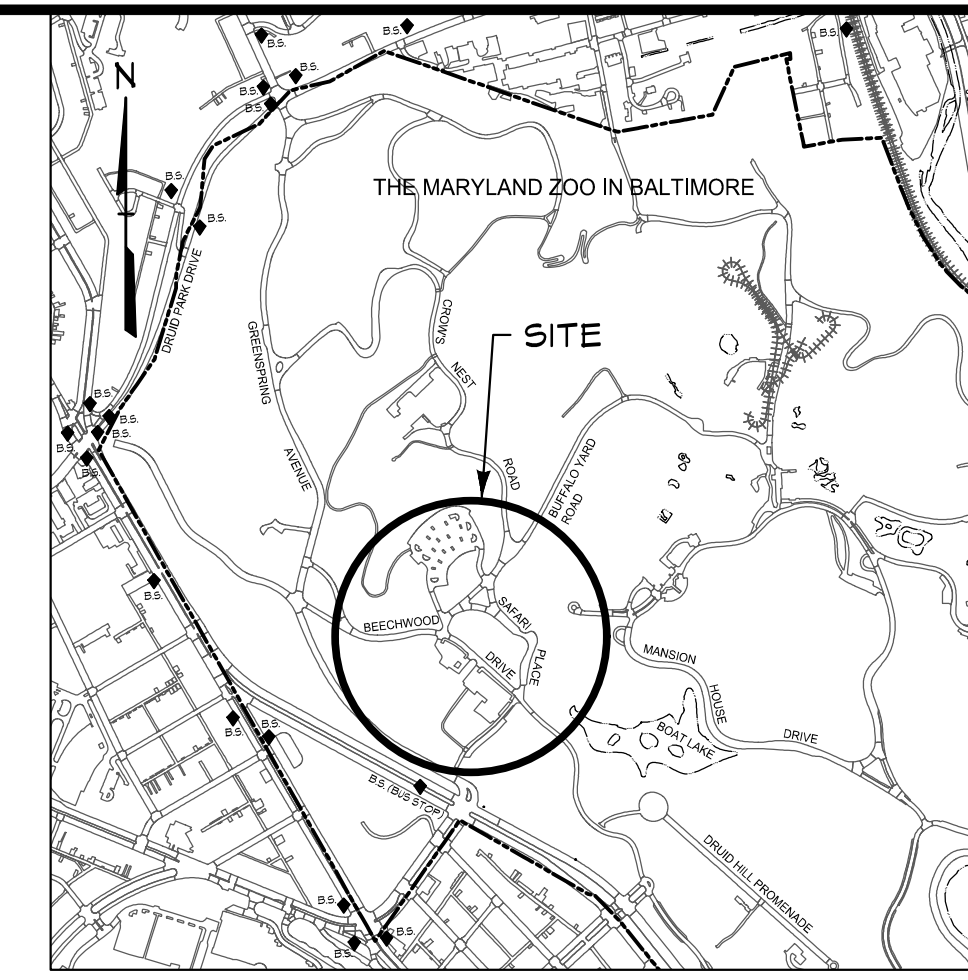 B.S.
B.S.
B.S.
N
B.S.
B.S.
B.S.
B.S.
THE MARYLAND ZOO IN BALTIMORE
B.S.
DRUID PARK DRIVE
CROW'S
NEST
ROAD
SITE
GREENSPRING
AVENUE
B.S.
B.S.
B.S.
B.S.
B.S.
BUFFALO YARD
ROAD
B.S.
BEECHWOOD
DRIVE
SAFARI
PLACE
MANSION
HOUSE
DRIVE
B.S.
B.S.
BOAT LAKE
B.S. (BUS STOP)
DRUID HILL PROMENADE
B.S.
B.S.
B.S.